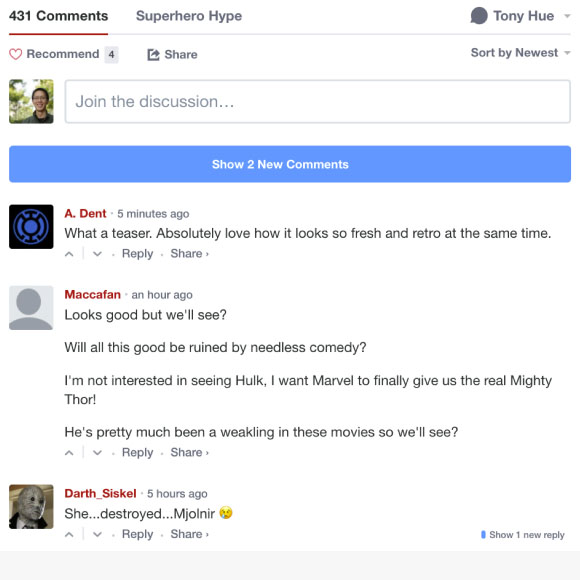 431 Comments Superhero Hype Tony Hue
Recommend 4 Share Sort by Newest
Join the discussion…
Show 2 New Comments
A. Dent · 5 minutes ago
What a teaser. Absolutely love how it looks so fresh and retro at the same time.
Reply · Share ›
Maccafan · an hour ago
Looks good but we'll see?
Will all this good be ruined by needless comedy?
I'm not interested in seeing Hulk, I want Marvel to finally give us the real Mighty
Thor!
He's pretty much been a weakling in these movies so we'll see?
Reply · Share ›
Darth_Siskel · 5 hours ago
She...destroyed...Mjolnir 😢
Reply · Share › Show 1 new reply